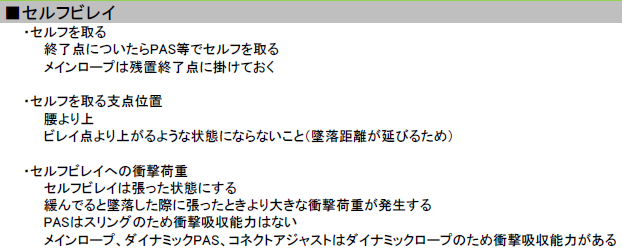 ■セルフビレイ
・セルフを取る
終了点についたらPAS等でセルフを取る
メインロープは残置終了点に掛けておく
・セルフを取る支点位置
腰より上
ビレイ点より上がるような状態にならないこと(墜落距離が延びるため)
・セルフビレイへの衝撃荷重
セルフビレイは張った状態にする
緩んでると墜落した際に張ったときより大きな衝撃荷重が発生する
PASはスリングのため衝撃吸収能力はない
メインロープ、ダイナミックPAS、コネクトアジャストはダイナミックロープのため衝撃吸収能力がある